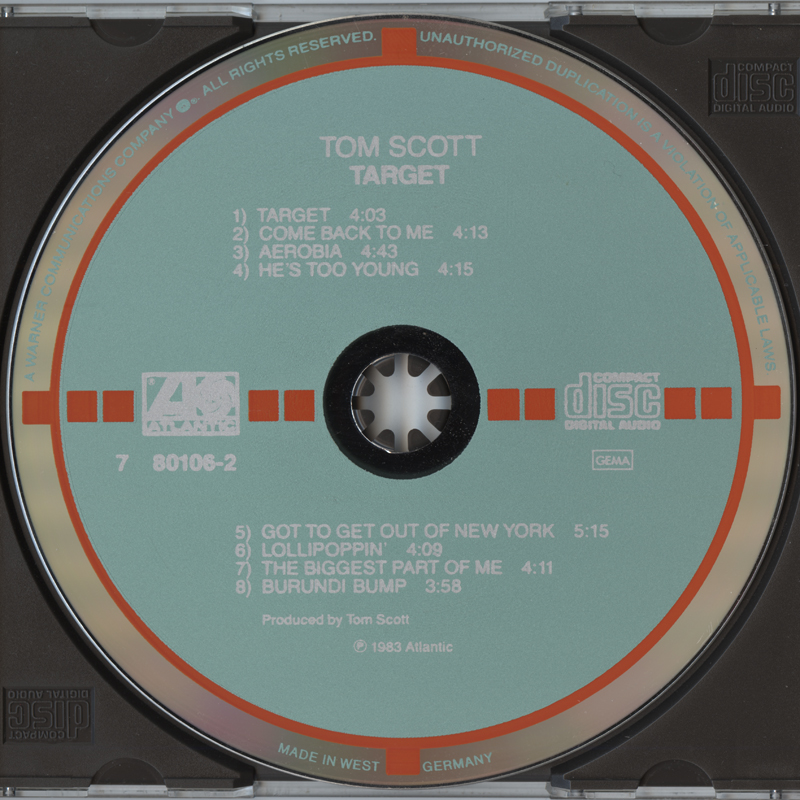 A WARNER COMMUNICATIONS COMPANY ALL RIGHTS RESERVED. UNAUTHORIZED DUPLICATION IS A VIOLATION OF APPLICABLE LAWS
COMPACT
disc
DIGITAL AUDIO
TOM SCOTT
TARGET
1) TARGET 4:03
2) COME BACK TO ME 4:13
3) AEROBIA 4:43
4) HE'S TOO YOUNG 4:15
ATLANTIC
COMPACT
disc
DIGITAL AUDIO
7 80106-2
GEMA
5) GOT TO GET OUT OF NEW YORK 5:15
6) LOLLIPOPPIN' 4:09
7) THE BIGGEST PART OF ME 4:11
8) BURUNDI BUMP 3:58
Produced by Tom Scott
℗ 1983 Atlantic
COMPACT
disc
DIGITAL AUDIO
MADE IN WEST GERMANY